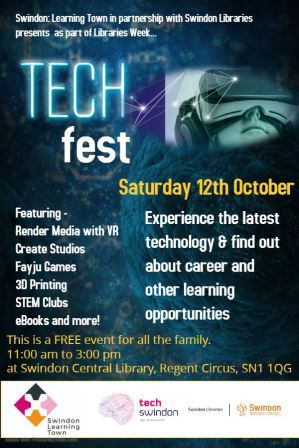 Swindon: Learning Town in partnership with Swindon Libraries
presents as part of Libraries Week...
TECH
fest
Saturday 12th October
Featuring -
Render Media with VR
Create Studios
Fayju Games
3D Printing
STEM Clubs
eBooks and more!
Experience the latest
technology & find out
about career and
other learning
opportunities
This is a FREE event for all the family.
11:00 am to 3:00 pm
at Swindon Central Library, Regent Circus, SN1 1QG
Swindon
Learning
Town
tech
swindon
Swindon Libraries
Swindon